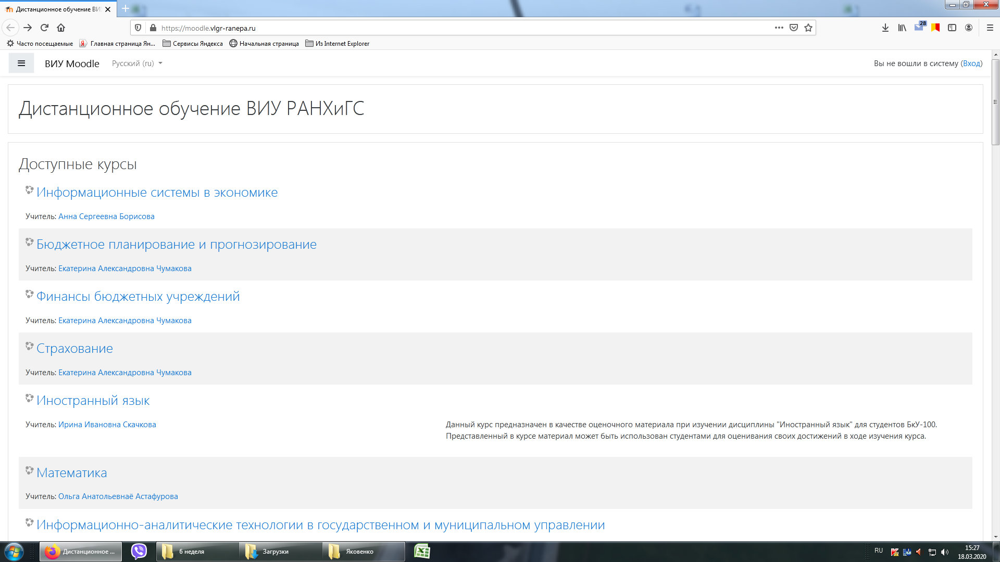 Дистанционное обучение ВИ
https://moodle.vlgr-ranepa.ru
28
Часто посещаемые
Главная страница Ян...
Сервисы Яндекса
Начальная страница
Из Internet Explorer
ВИУ Moodle
Русский (ru)
Вы не вошли в систему (Вход)
Дистанционное обучение ВИУ РАНХиГС
Доступные курсы
Информационные системы в экономике
Учитель: Анна Сергеевна Борисова
Бюджетное планирование и прогнозирование
Учитель: Екатерина Александровна Чумакова
Финансы бюджетных учреждений
Учитель: Екатерина Александровна Чумакова
Страхование
Учитель: Екатерина Александровна Чумакова
Иностранный язык
Учитель: Ирина Ивановна Скачкова
Данный курс предназначен в качестве оценочного материала при изучении дисциплины "Иностранный язык" для студентов БкУ-100.
Представленный в курсе материал может быть использован студентами для оценивания своих достижений в ходе изучения курса.
Математика
Учитель: Ольга Анатольевнаё Астафурова
Информационно-аналитические технологии в государственном и муниципальном управлении
Дистанционное ...
6 неделя
Загрузки
Яковенко
RU
15:27
18.03.2020